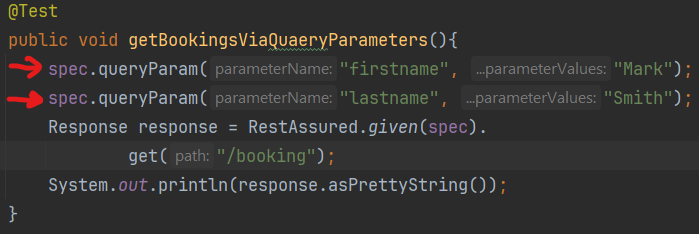 @Test
public void getBookingsViaQuaeryParameters(){
spec.queryParam( parameterName: "firstname", ...parameterValues: "Mark");
spec.queryParam( parameterName: "lastname", ...parameterValues: "Smith");
Response response = RestAssured.given(spec).
get( path: "/booking");
System.out.println(response.asPrettyString());
}